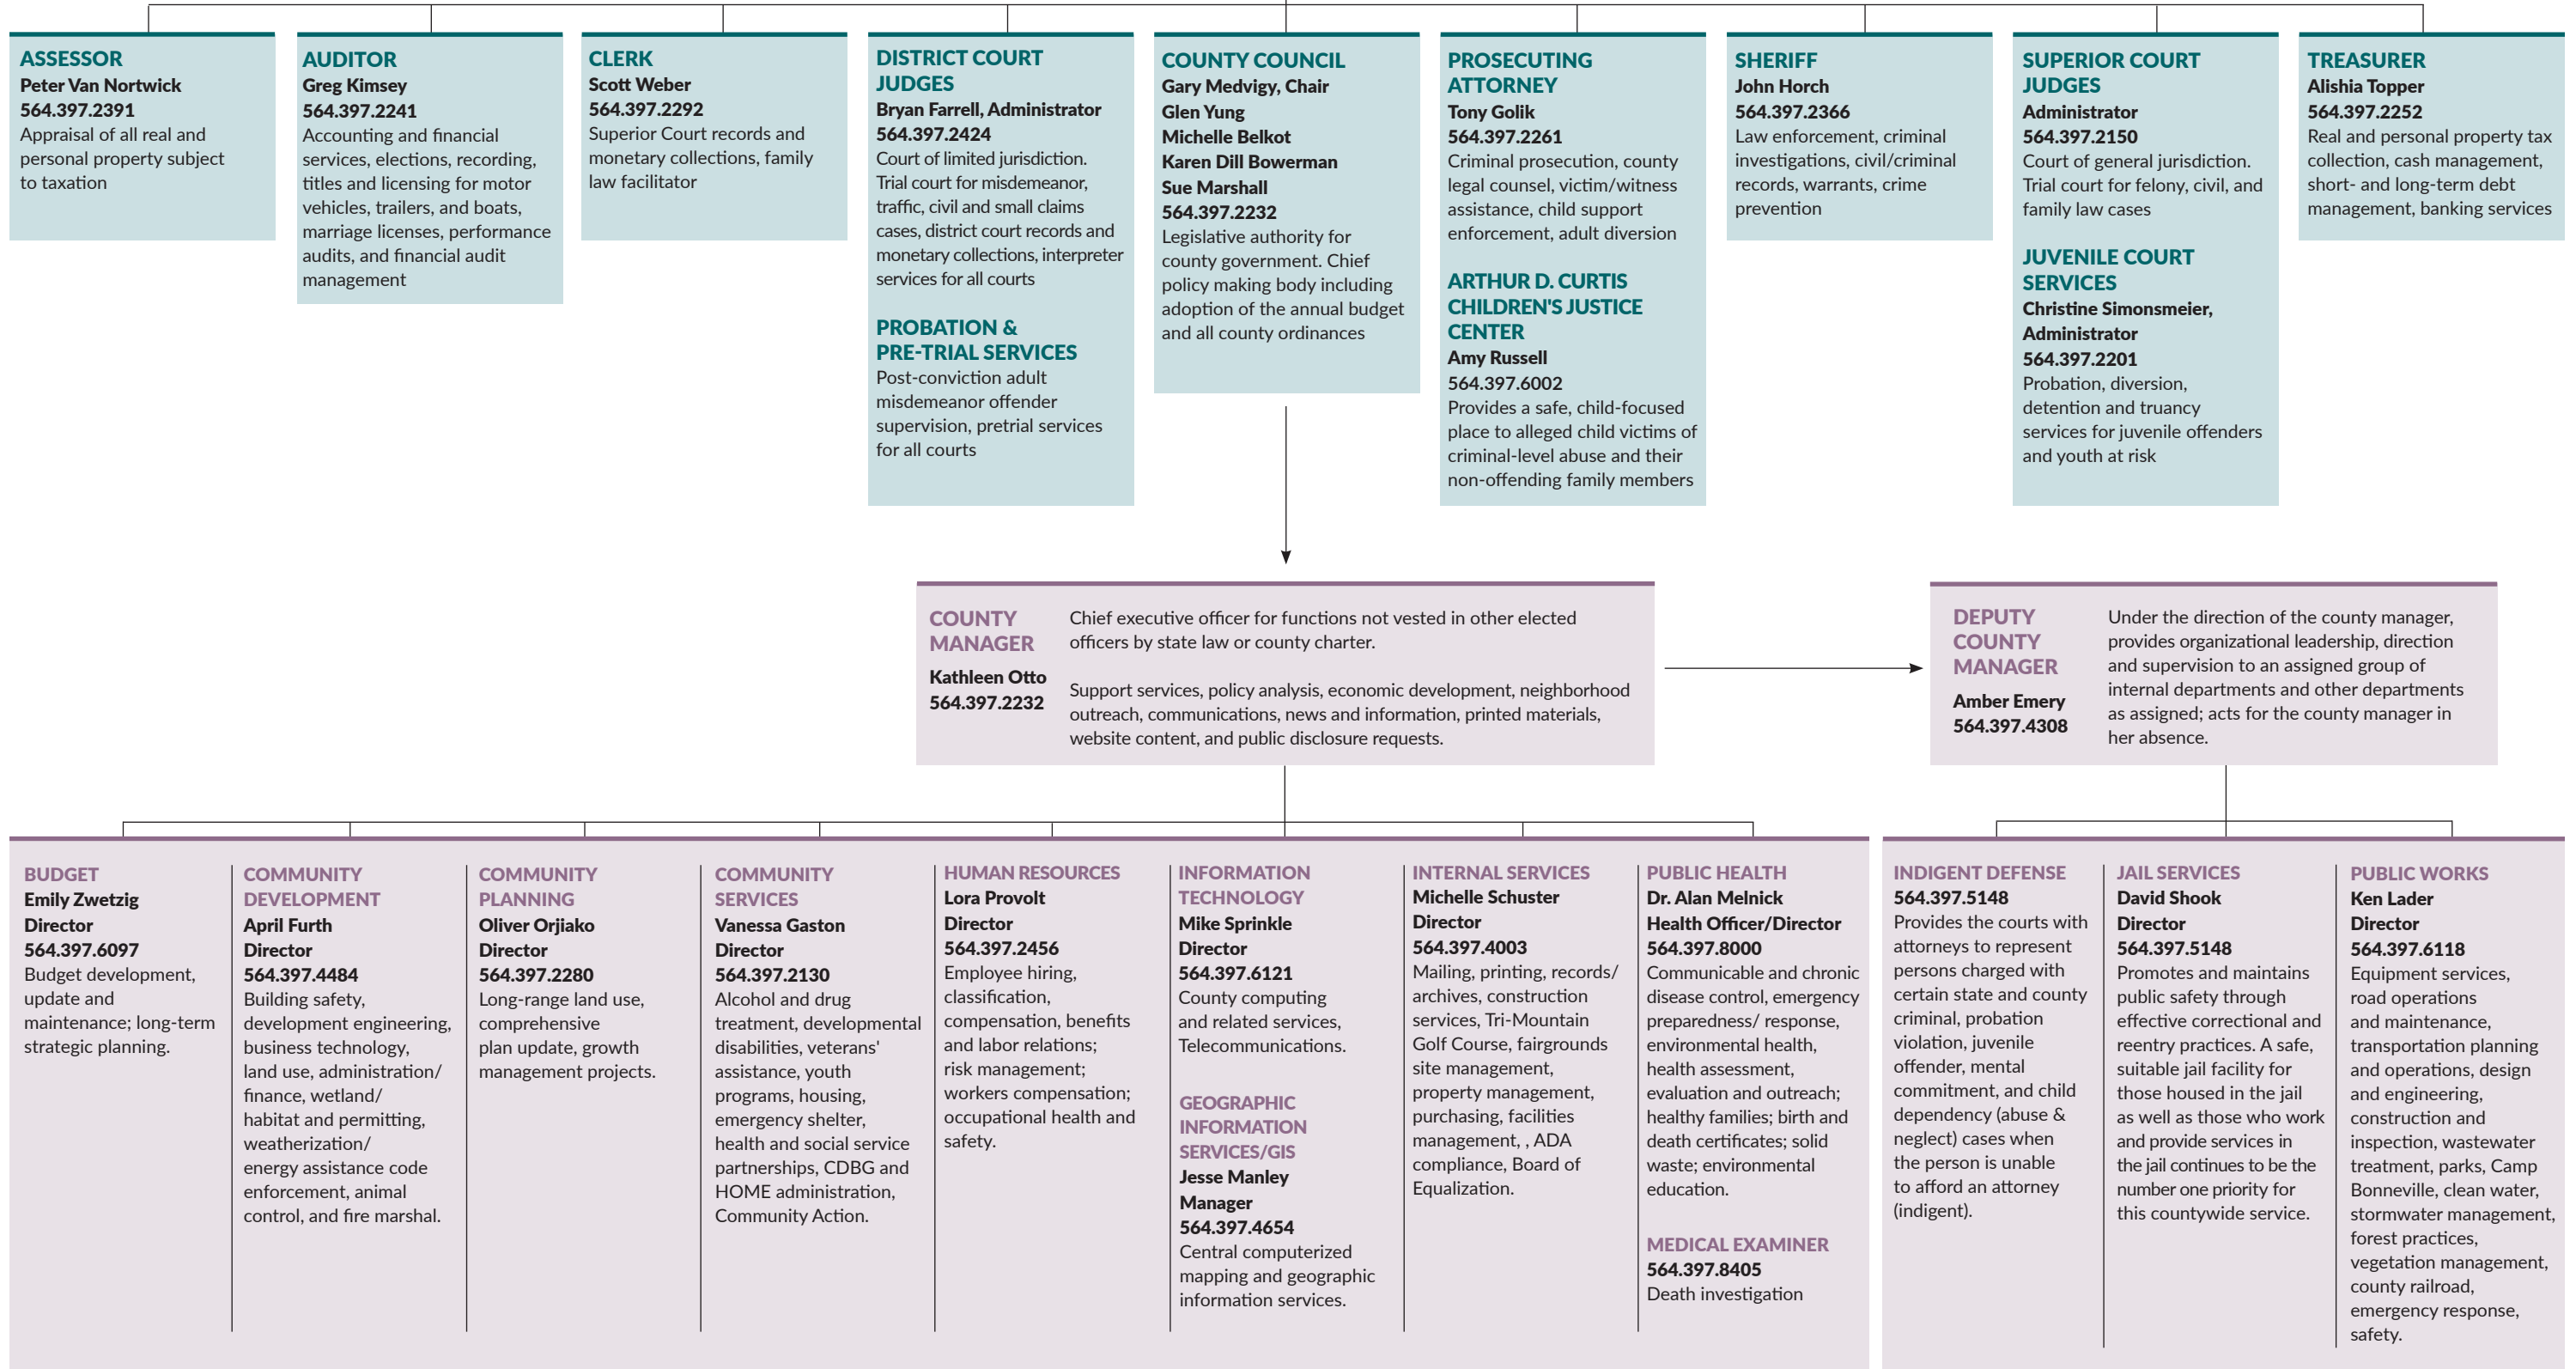 ASSESSOR
Peter Van Nortwick
564.397.2391
Appraisal of all real and
personal property subject
to taxation
AUDITOR
Greg Kimsey
564.397.2241
Accounting and financial
services, elections, recording,
titles and licensing for motor
vehicles, trailers, and boats,
marriage licenses, performance
audits, and financial audit
management
CLERK
Scott Weber
564.397.2292
Superior Court records and
monetary collections, family
law facilitator
DISTRICT COURT
JUDGES
Bryan Farrell, Administrator
564.397.2424
Court of limited jurisdiction.
Trial court for misdemeanor,
traffic, civil and small claims
cases, district court records and
monetary collections, interpreter
services for all courts
PROBATION &
PRE-TRIAL SERVICES
Post-conviction adult
misdemeanor offender
supervision, pretrial services
for all courts
COUNTY COUNCIL
Gary Medvigy, Chair
Glen Yung
Michelle Belkot
Karen Dill Bowerman
Sue Marshall
564.397.2232
Legislative authority for
county government. Chief
policy making body including
adoption of the annual budget
and all county ordinances
PROSECUTING
ATTORNEY
Tony Golik
564.397.2261
Criminal prosecution, county
legal counsel, victim/witness
assistance, child support
enforcement, adult diversion
ARTHUR D. CURTIS
CHILDREN'S JUSTICE
CENTER
Amy Russell
564.397.6002
Provides a safe, child-focused
place to alleged child victims of
criminal-level abuse and their
non-offending family members
SHERIFF
John Horch
564.397.2366
Law enforcement, criminal
investigations, civil/criminal
records, warrants, crime
prevention
SUPERIOR COURT
JUDGES
Administrator
564.397.2150
Court of general jurisdiction.
Trial court for felony, civil, and
family law cases
JUVENILE COURT
SERVICES
Christine Simonsmeier,
Administrator
564.397.2201
Probation, diversion,
detention and truancy
services for juvenile offenders
and youth at risk
TREASURER
Alishia Topper
564.397.2252
Real and personal property tax
collection, cash management,
short- and long-term debt
management, banking services
COUNTY
MANAGER
Kathleen Otto
564.397.2232
Chief executive officer for functions not vested in other elected
officers by state law or county charter.
Support services, policy analysis, economic development, neighborhood
outreach, communications, news and information, printed materials,
website content, and public disclosure requests.
DEPUTY
COUNTY
MANAGER
Amber Emery
564.397.4308
Under the direction of the county manager,
provides organizational leadership, direction
and supervision to an assigned group of
internal departments and other departments
as assigned; acts for the county manager in
her absence.
BUDGET
Emily Zwetzig
Director
564.397.6097
Budget development,
update and
maintenance; long-term
strategic planning.
COMMUNITY
DEVELOPMENT
April Furth
Director
564.397.4484
Building safety,
development engineering,
business technology,
land use, administration/
finance, wetland/
habitat and permitting,
weatherization/
energy assistance code
enforcement, animal
control, and fire marshal.
COMMUNITY
PLANNING
Oliver Orjiako
Director
564.397.2280
Long-range land use,
comprehensive
plan update, growth
management projects.
COMMUNITY
SERVICES
Vanessa Gaston
Director
564.397.2130
Alcohol and drug
treatment, developmental
disabilities, veterans'
assistance, youth
programs, housing,
emergency shelter,
health and social service
partnerships, CDBG and
HOME administration,
Community Action.
HUMAN RESOURCES
Lora Provolt
Director
564.397.2456
Employee hiring,
classification,
compensation, benefits
and labor relations;
risk management;
workers compensation;
occupational health and
safety.
INFORMATION
TECHNOLOGY
Mike Sprinkle
Director
564.397.6121
County computing
and related services,
Telecommunications.
GEOGRAPHIC
INFORMATION
SERVICES/GIS
Jesse Manley
Manager
564.397.4654
Central computerized
mapping and geographic
information services.
INTERNAL SERVICES
Michelle Schuster
Director
564.397.4003
Mailing, printing, records/
archives, construction
services, Tri-Mountain
Golf Course, fairgrounds
site management,
property management,
purchasing, facilities
management, , ADA
compliance, Board of
Equalization.
PUBLIC HEALTH
Dr. Alan Melnick
Health Officer/Director
564.397.8000
Communicable and chronic
disease control, emergency
preparedness/ response,
environmental health,
health assessment,
evaluation and outreach;
healthy families; birth and
death certificates; solid
waste; environmental
education.
MEDICAL EXAMINER
564.397.8405
Death investigation
INDIGENT DEFENSE
564.397.5148
Provides the courts with
attorneys to represent
persons charged with
certain state and county
criminal, probation
violation, juvenile
offender, mental
commitment, and child
dependency (abuse &
neglect) cases when
the person is unable
to afford an attorney
(indigent).
JAIL SERVICES
David Shook
Director
564.397.5148
Promotes and maintains
public safety through
effective correctional and
reentry practices. A safe,
suitable jail facility for
those housed in the jail
as well as those who work
and provide services in
the jail continues to be the
number one priority for
this countywide service.
PUBLIC WORKS
Ken Lader
Director
564.397.6118
Equipment services,
road operations
and maintenance,
transportation planning
and operations, design
and engineering,
construction and
inspection, wastewater
treatment, parks, Camp
Bonneville, clean water,
stormwater management,
forest practices,
vegetation management,
county railroad,
emergency response,
safety.